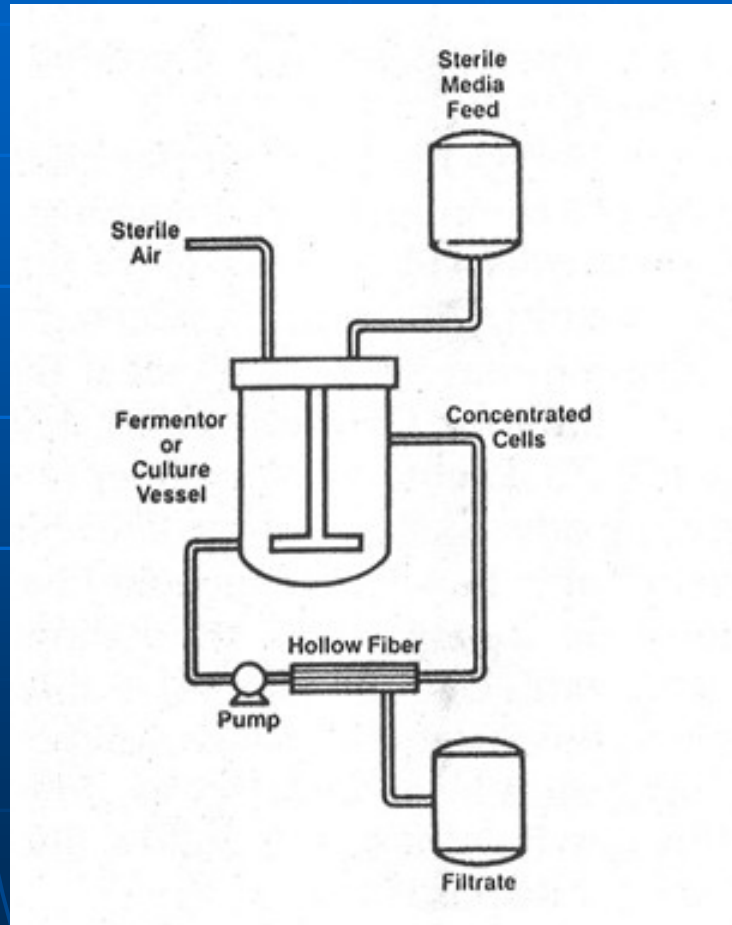 Sterile
Media
Feed
Sterile
Air
Fermentor
or
Culture
Vessel
Concentrated
Cells
Hollow Fiber
Pump
Filtrate